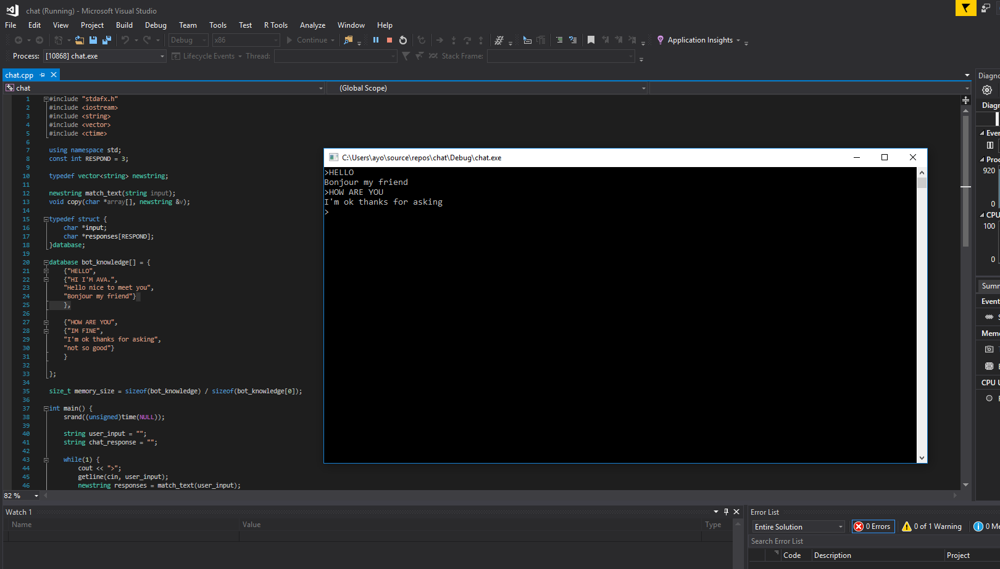 chat (Running) - Microsoft Visual Studio
File Edit View Project Build Debug Team Tools Test R Tools Analyze Window Help
Debug x86 Continue Application Insights
Process: [10868] chat.exe Lifecycle Events Thread: Stack Frame:
chat.cpp
chat (Global Scope)
1 #include "stdafx.h"
2 #include <iostream>
3 #include <string>
4 #include <vector>
5 #include <ctime>
6
7 using namespace std;
8 const int RESPOND = 3;
9
10 typedef vector<string> newstring;
11
12 newstring match_text(string input);
13 void copy(char *array[], newstring &v);
14
15 typedef struct {
16 char *input;
17 char *responses[RESPOND];
18 }database;
19
20 database bot_knowledge[] = {
21 {"HELLO",
22 {"HI I'M AVA.",
23 "Hello nice to meet you",
24 "Bonjour my friend"}
25 },
26
27 {"HOW ARE YOU",
28 {"IM FINE",
29 "I'm ok thanks for asking",
30 "not so good"}
31 }
32
33 };
34
35 size_t memory_size = sizeof(bot_knowledge) / sizeof(bot_knowledge[0]);
36
37 int main() {
38 srand((unsigned)time(NULL));
39
40 string user_input = "";
41 string chat_response = "";
42
43 while(1) {
44 cout << ">";
45 getline(cin, user_input);
46 newstring responses = match_text(user_input);
82 %
C:\Users\ayo\source\repos\chat\Debug\chat.exe
>HELLO
Bonjour my friend
>HOW ARE YOU
I'm ok thanks for asking
>
Diagno
Diagn
Even
Proc
920
0
CPU
100
0
Summ
Event
Memo
CPU U
Watch 1
Name Value Type
Error List
Entire Solution 0 Errors 0 of 1 Warning 0 Me
Search Error List
Code Description Project